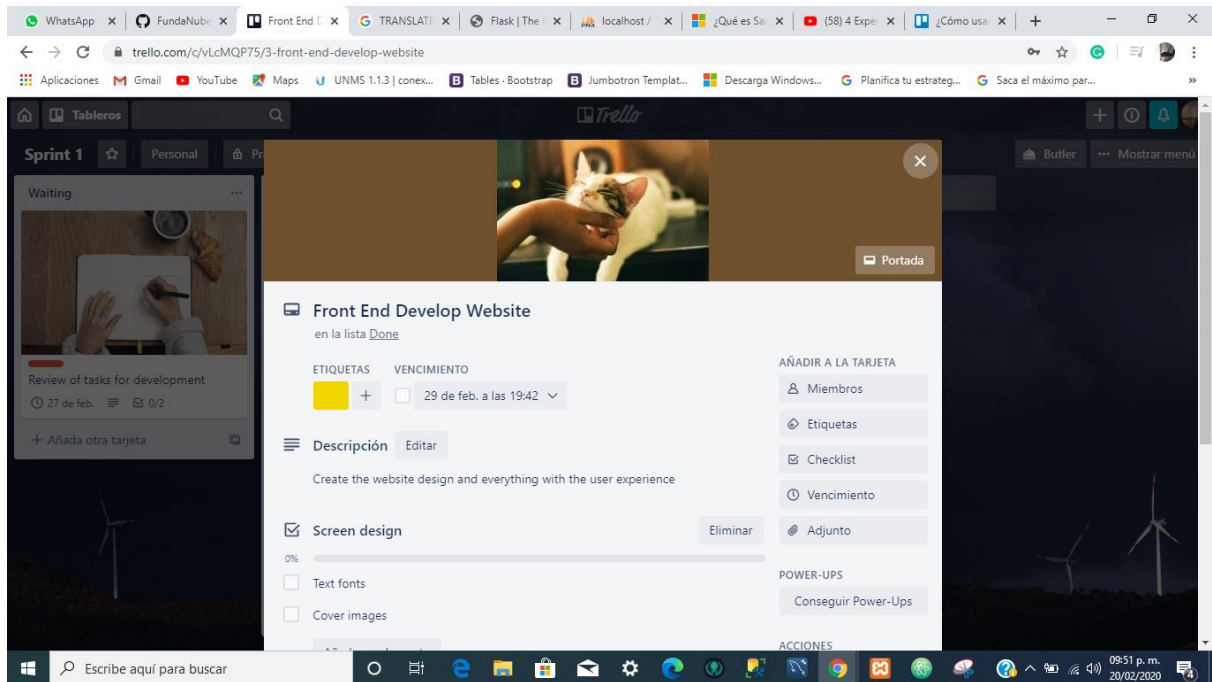 WhatsApp FundaNube Front End D TRANSLATE Flask | The F localhost / ¿Qué es Sa (58) 4 Exper ¿Cómo usa
trello.com/c/vLcMQP75/3-front-end-develop-website
Aplicaciones Gmail YouTube Maps UNMS 1.1.3 | conex... Tables · Bootstrap Jumbotron Templat... Descarga Windows... Planifica tu estrateg... Saca el máximo par... »
Tableros Trello
Sprint 1 Personal Pr Butler Mostrar menú
Waiting
Portada
Front End Develop Website
en la lista Done
ETIQUETAS VENCIMIENTO
29 de feb. a las 19:42
Descripción Editar
Create the website design and everything with the user experience
Screen design Eliminar
0%
Text fonts
Cover images
AÑADIR A LA TARJETA
Miembros
Etiquetas
Checklist
Vencimiento
Adjunto
POWER-UPS
Conseguir Power-Ups
ACCIONES
Review of tasks for development
27 de feb. 0/2
+ Añada otra tarjeta
Escribe aquí para buscar
09:51 p. m.
20/02/2020
4